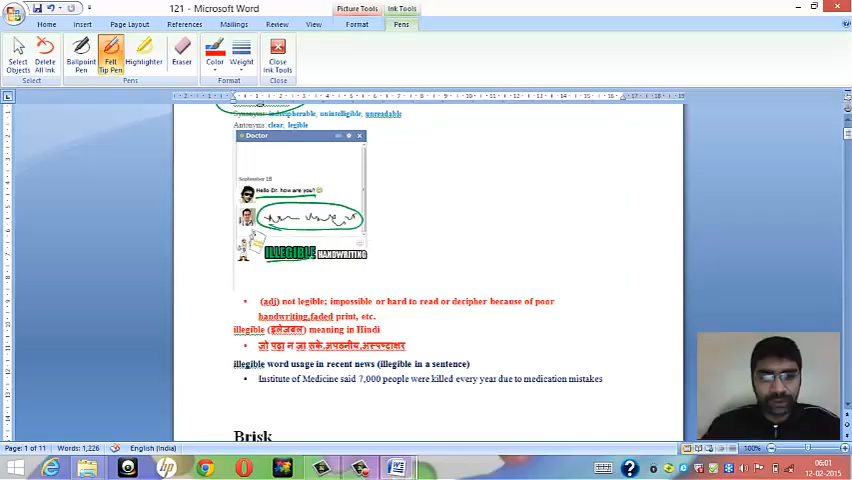 121 - Microsoft Word
Picture Tools
Ink Tools
Home
Insert
Page Layout
References
Mailings
Review
View
Format
Pens
Select Objects
Delete All Ink
Ballpoint Pen
Felt Tip Pen
Highlighter
Eraser
Color
Weight
Close Ink Tools
Select
Pens
Format
Close
Synonyms: indecipherable, unintelligible, unreadable
Antonyms: clear, legible
Doctor
September 18
Hello Dr. how are you?
ILLEGIBLE HANDWRITING
• (adj) not legible; impossible or hard to read or decipher because of poor
handwriting,faded print, etc.
illegible (इलेजबल) meaning in Hindi
• जो पढ़ा न जा सके,अपठनीय,अस्पष्टाक्षर
illegible word usage in recent news (illegible in a sentence)
• Institute of Medicine said 7,000 people were killed every year due to medication mistakes
Brisk
Page: 1 of 11
Words: 1,226
English (India)
100%
06:01
12-02-2015